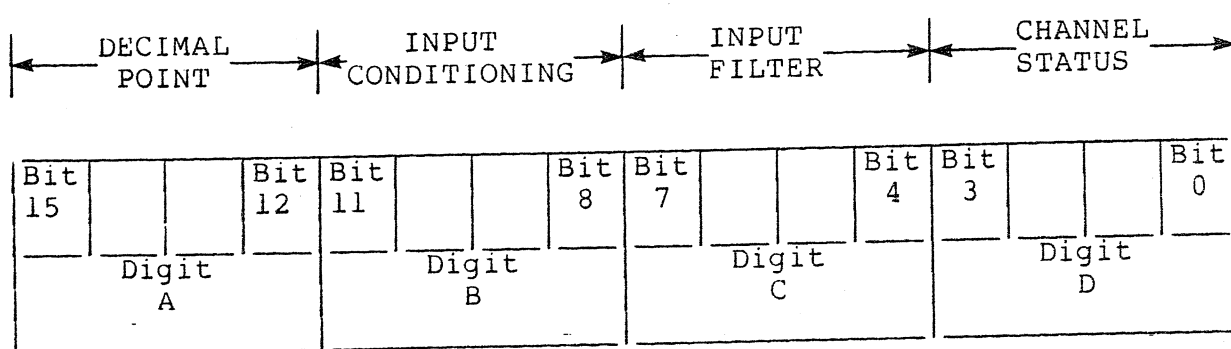 DECIMAL POINT
INPUT CONDITIONING
INPUT FILTER
CHANNEL STATUS
Bit 15
Bit 12
Bit 11
Bit 8
Bit 7
Bit 4
Bit 3
Bit 0
Digit A
Digit B
Digit C
Digit D